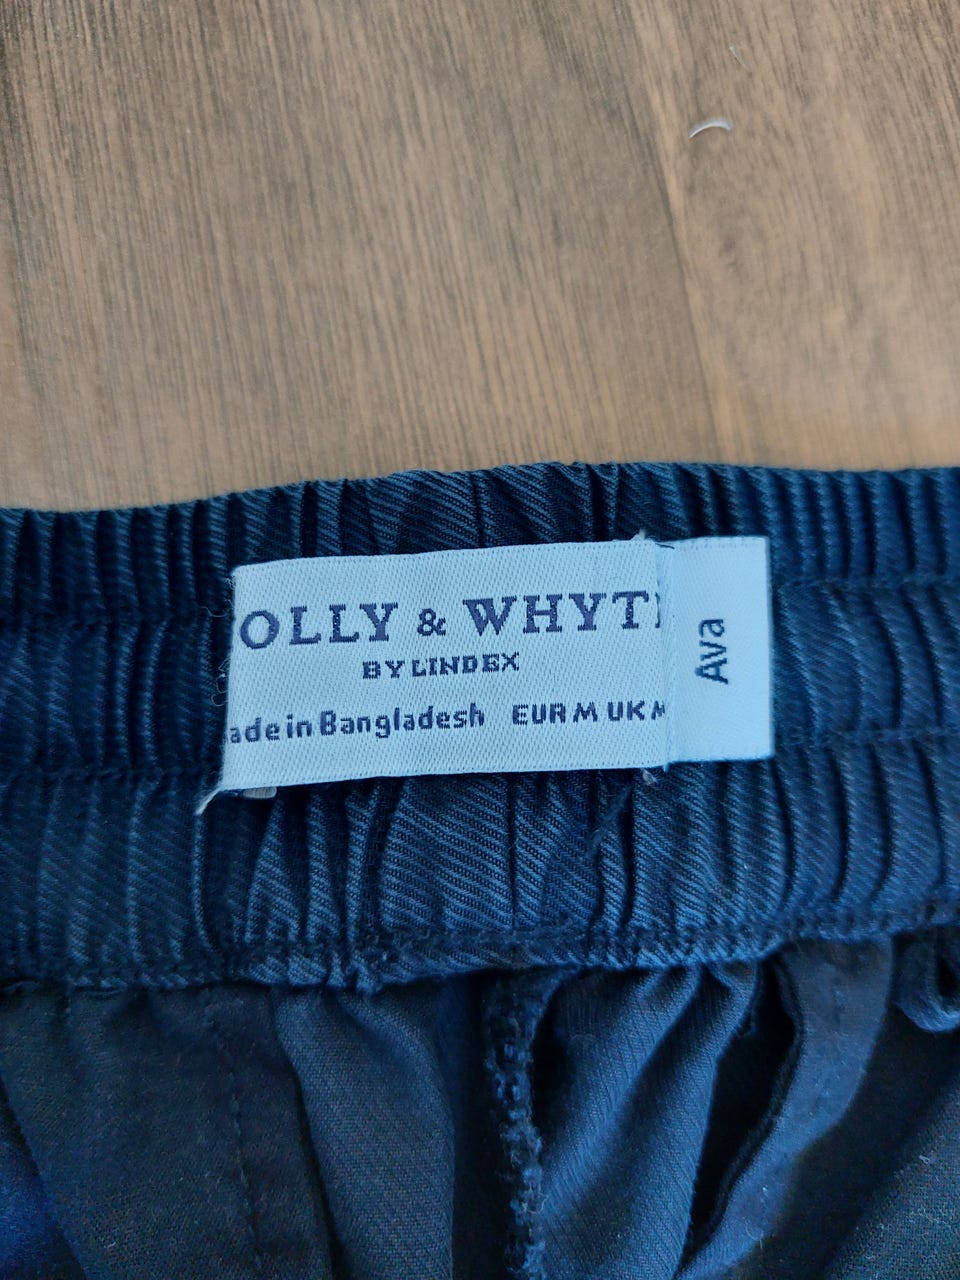 OLLY & WHYT
BY LINDEX
ade in Bangladesh EUR M UK M
Ava